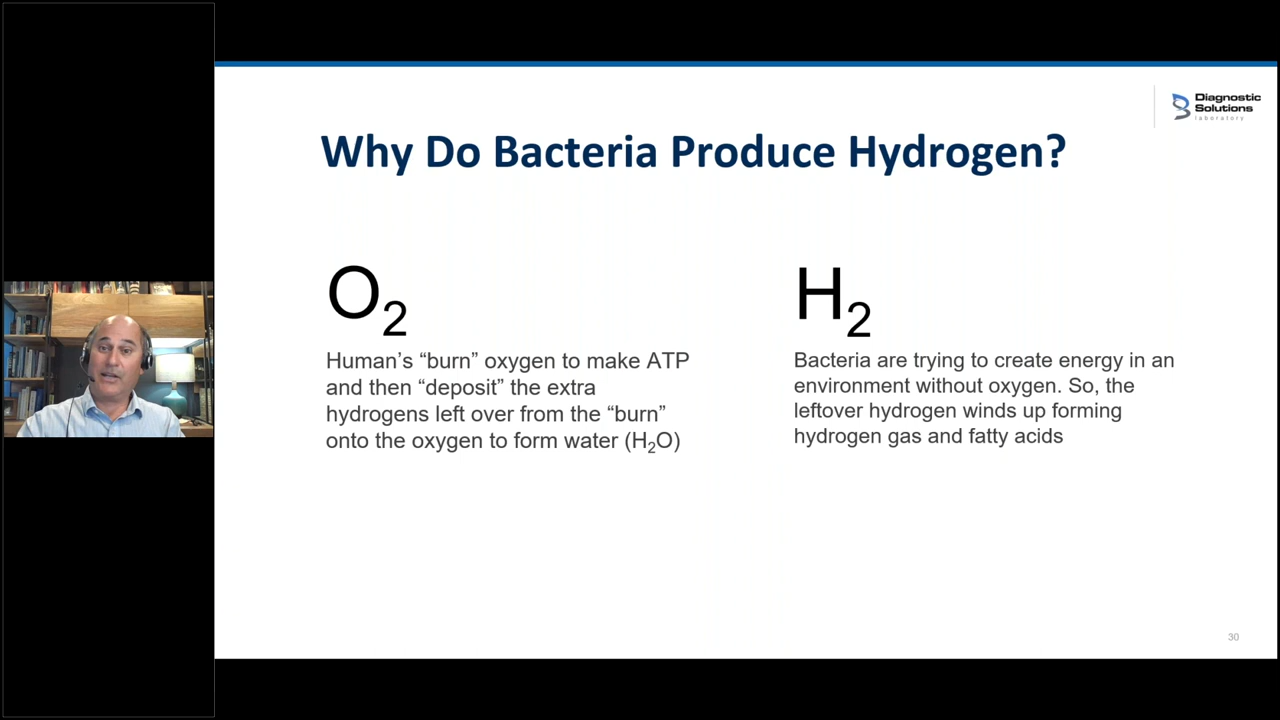 Diagnostic
Solutions
laboratory
Why Do Bacteria Produce Hydrogen?
O₂
Human’s “burn” oxygen to make ATP
and then “deposit” the extra
hydrogens left over from the “burn”
onto the oxygen to form water (H₂O)
H₂
Bacteria are trying to create energy in an
environment without oxygen. So, the
leftover hydrogen winds up forming
hydrogen gas and fatty acids
30